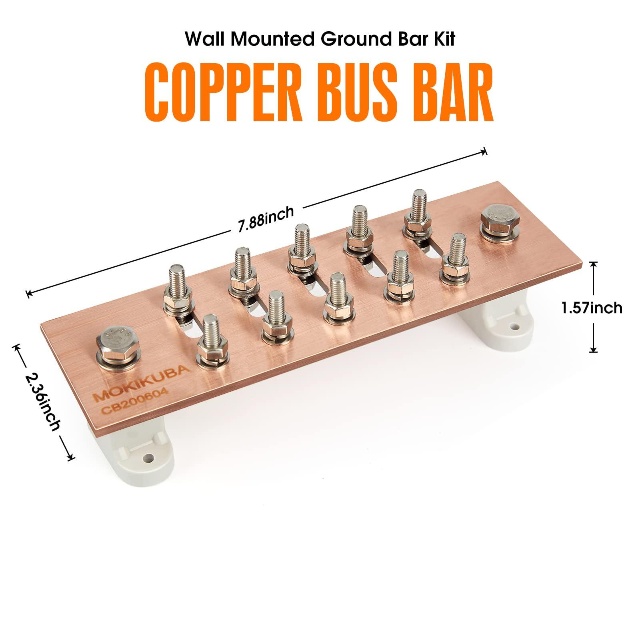 Wall Mounted Ground Bar Kit
COPPER BUS BAR
7.88inch
1.57inch
2.36inch
MOKIKUBA
CB200604